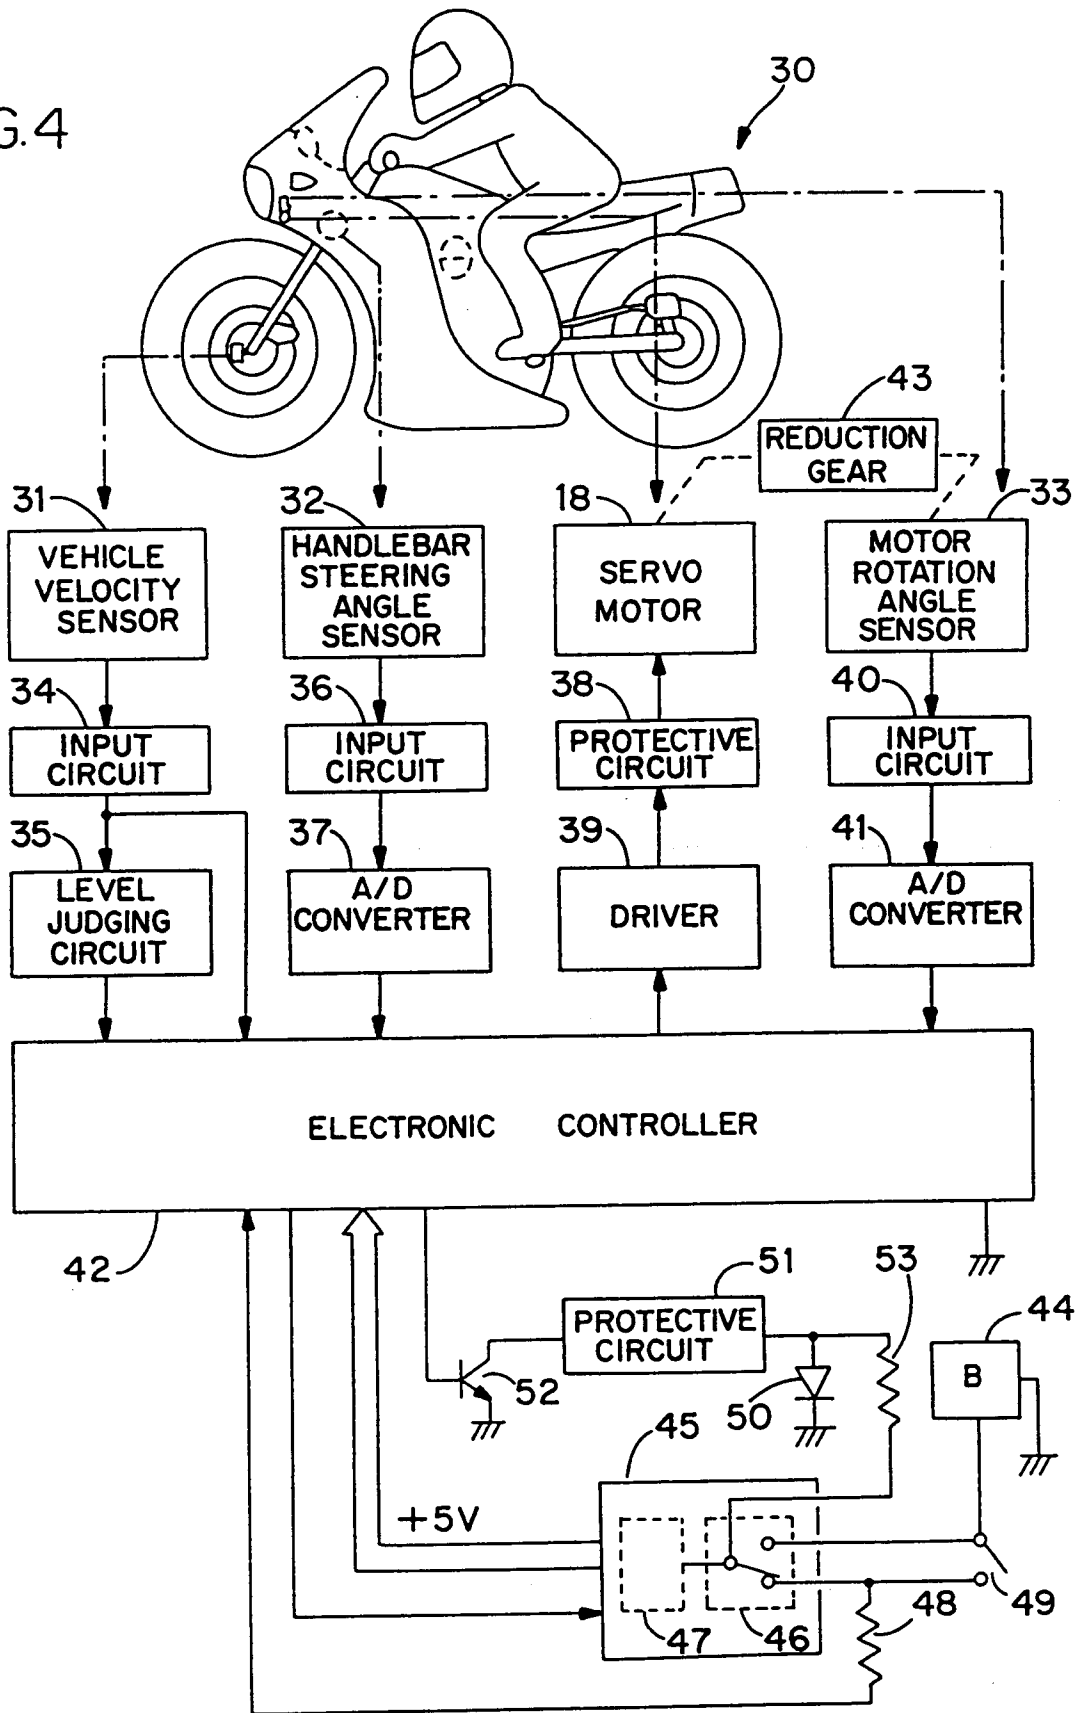 G.4
30
43
REDUCTION
GEAR
31
32
18
33
VEHICLE
VELOCITY
SENSOR
HANDLEBAR
STEERING
ANGLE
SENSOR
SERVO
MOTOR
MOTOR
ROTATION
ANGLE
SENSOR
34
36
38
40
INPUT
CIRCUIT
INPUT
CIRCUIT
PROTECTIVE
CIRCUIT
INPUT
CIRCUIT
35
37
39
41
LEVEL
JUDGING
CIRCUIT
A/D
CONVERTER
DRIVER
A/D
CONVERTER
ELECTRONIC CONTROLLER
42
51
53
44
PROTECTIVE
CIRCUIT
B
52
50
45
+5V
49
48
47
46